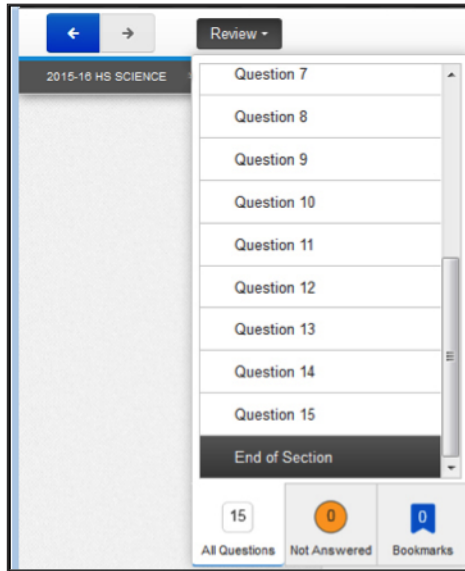 Review
2015-16 HS SCIENCE
Question 7
Question 8
Question 9
Question 10
Question 11
Question 12
Question 13
Question 14
Question 15
End of Section
15
0
0
All Questions
Not Answered
Bookmarks